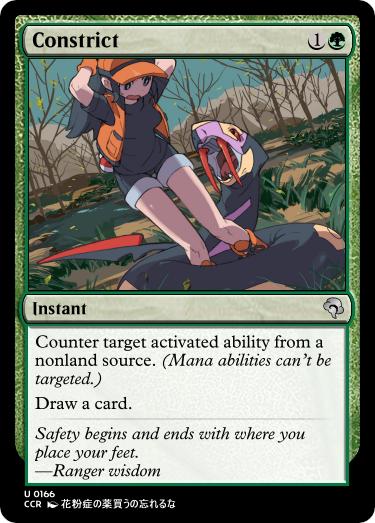 Constrict 1
Instant
Counter target activated ability from a
nonland source. (Mana abilities can't be
targeted.)
Draw a card.
Safety begins and ends with where you
place your feet.
—Ranger wisdom
U 0166
CCR 花粉症の薬買うの忘れるな